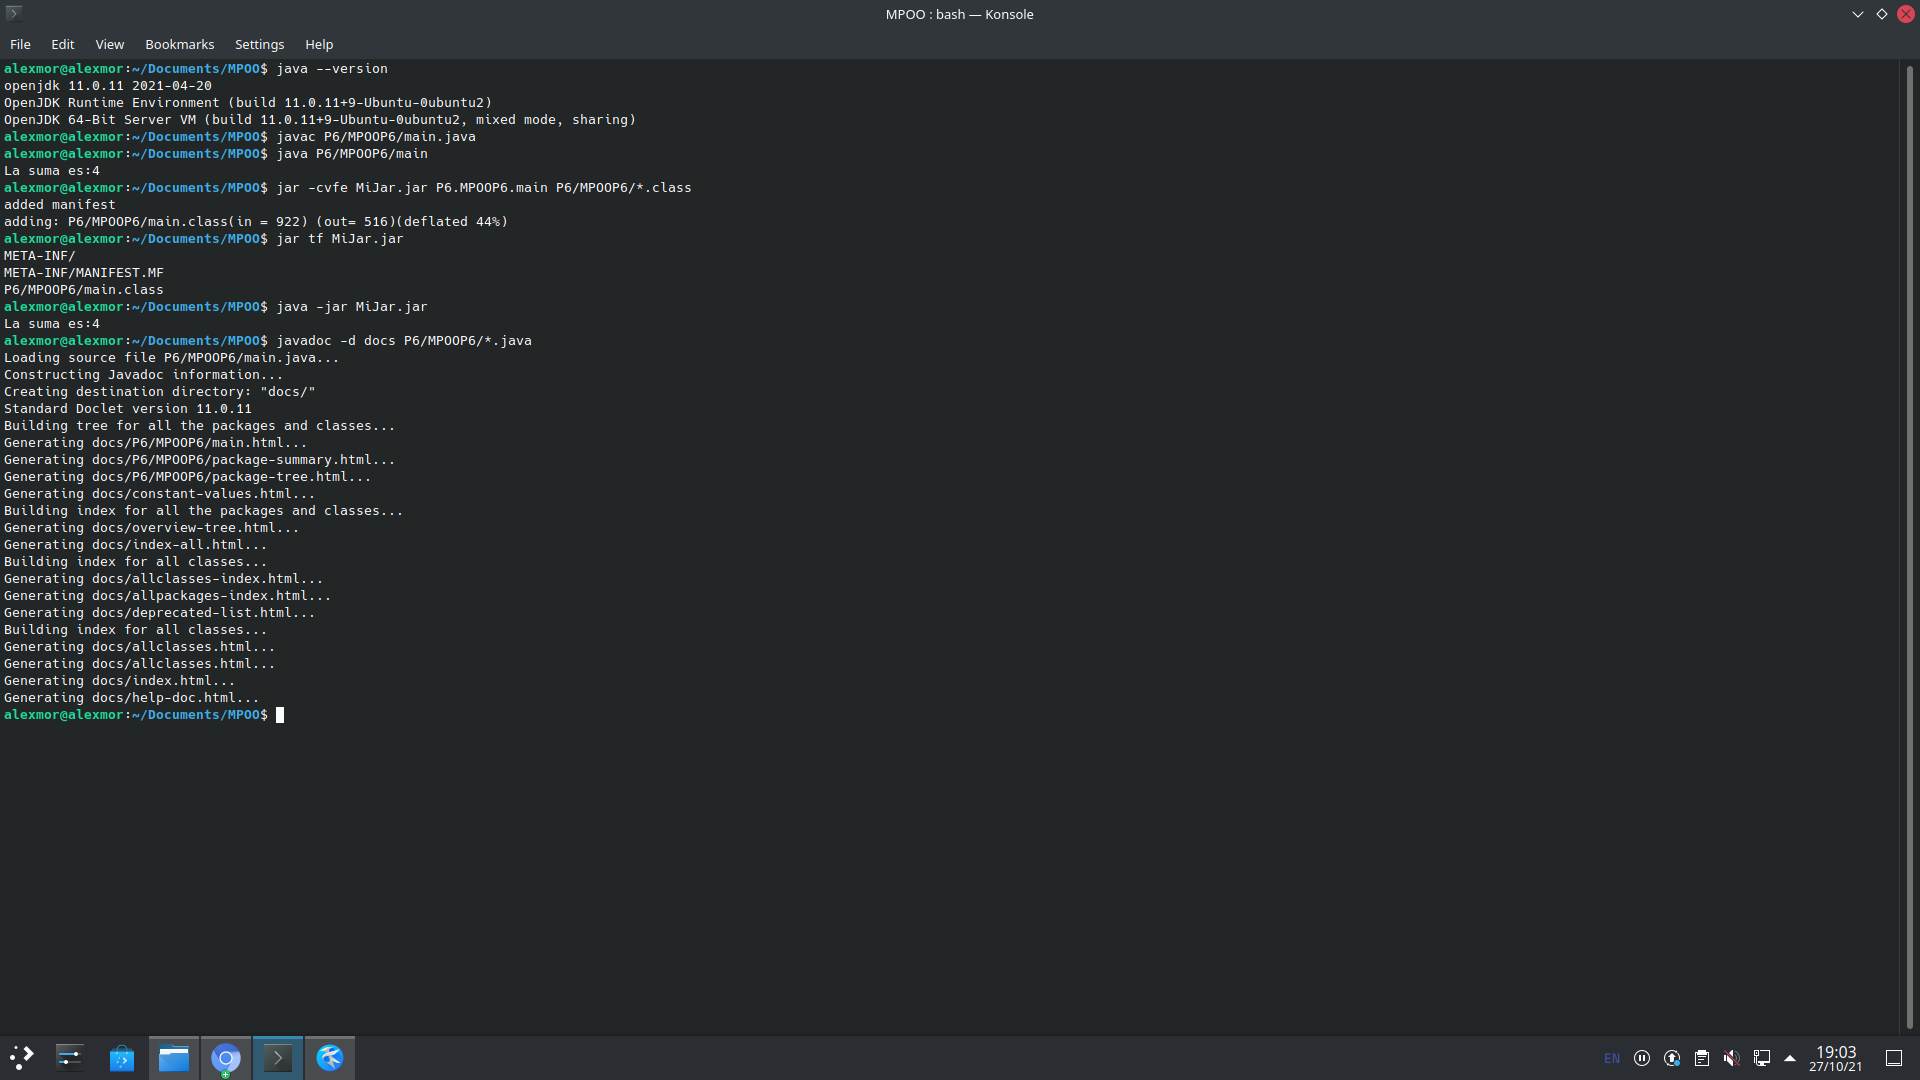 MPOO : bash — Konsole
File Edit View Bookmarks Settings Help
alexmor@alexmor:~/Documents/MPOO$ java --version
openjdk 11.0.11 2021-04-20
OpenJDK Runtime Environment (build 11.0.11+9-Ubuntu-0ubuntu2)
OpenJDK 64-Bit Server VM (build 11.0.11+9-Ubuntu-0ubuntu2, mixed mode, sharing)
alexmor@alexmor:~/Documents/MPOO$ javac P6/MPOOP6/main.java
alexmor@alexmor:~/Documents/MPOO$ java P6/MPOOP6/main
La suma es:4
alexmor@alexmor:~/Documents/MPOO$ jar -cvfe MiJar.jar P6.MPOOP6.main P6/MPOOP6/*.class
added manifest
adding: P6/MPOOP6/main.class(in = 922) (out= 516)(deflated 44%)
alexmor@alexmor:~/Documents/MPOO$ jar tf MiJar.jar
META-INF/
META-INF/MANIFEST.MF
P6/MPOOP6/main.class
alexmor@alexmor:~/Documents/MPOO$ java -jar MiJar.jar
La suma es:4
alexmor@alexmor:~/Documents/MPOO$ javadoc -d docs P6/MPOOP6/*.java
Loading source file P6/MPOOP6/main.java...
Constructing Javadoc information...
Creating destination directory: "docs/"
Standard Doclet version 11.0.11
Building tree for all the packages and classes...
Generating docs/P6/MPOOP6/main.html...
Generating docs/P6/MPOOP6/package-summary.html...
Generating docs/P6/MPOOP6/package-tree.html...
Generating docs/constant-values.html...
Building index for all the packages and classes...
Generating docs/overview-tree.html...
Generating docs/index-all.html...
Building index for all classes...
Generating docs/allclasses-index.html...
Generating docs/allpackages-index.html...
Generating docs/deprecated-list.html...
Building index for all classes...
Generating docs/allclasses.html...
Generating docs/allclasses.html...
Generating docs/index.html...
Generating docs/help-doc.html...
alexmor@alexmor:~/Documents/MPOO$
EN
19:03
27/10/21